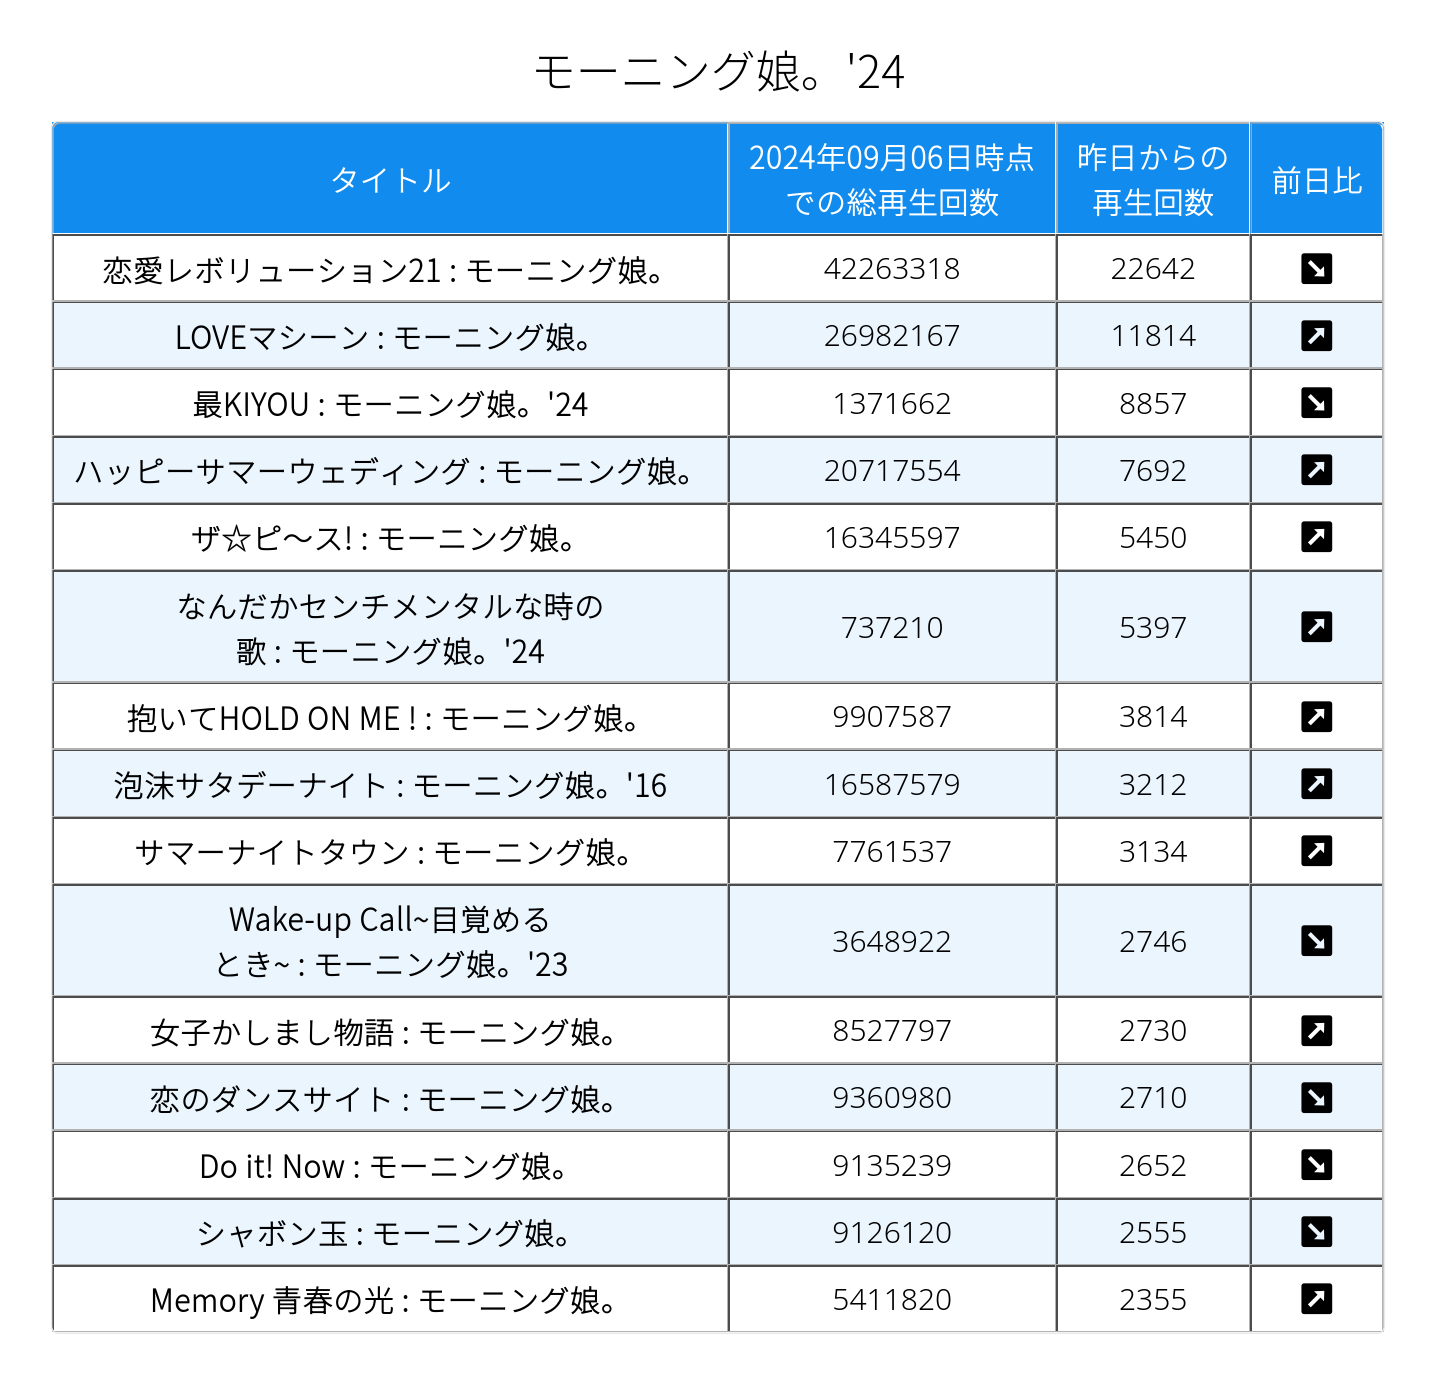 モーニング娘。'24
タイトル
2024年09月06日時点
での総再生回数
昨日からの
再生回数
前日比
恋愛レボリューション21 : モーニング娘。 42263318 22642
LOVEマシーン : モーニング娘。 26982167 11814
最KIYOU : モーニング娘。'24 1371662 8857
ハッピーサマーウェディング : モーニング娘。 20717554 7692
ザ☆ピ〜ス! : モーニング娘。 16345597 5450
なんだかセンチメンタルな時の
歌 : モーニング娘。'24 737210 5397
抱いてHOLD ON ME ! : モーニング娘。 9907587 3814
泡沫サタデーナイト : モーニング娘。'16 16587579 3212
サマーナイトタウン : モーニング娘。 7761537 3134
Wake-up Call~目覚める
とき~ : モーニング娘。'23 3648922 2746
女子かしまし物語 : モーニング娘。 8527797 2730
恋のダンスサイト : モーニング娘。 9360980 2710
Do it! Now : モーニング娘。 9135239 2652
シャボン玉 : モーニング娘。 9126120 2555
Memory 青春の光 : モーニング娘。 5411820 2355